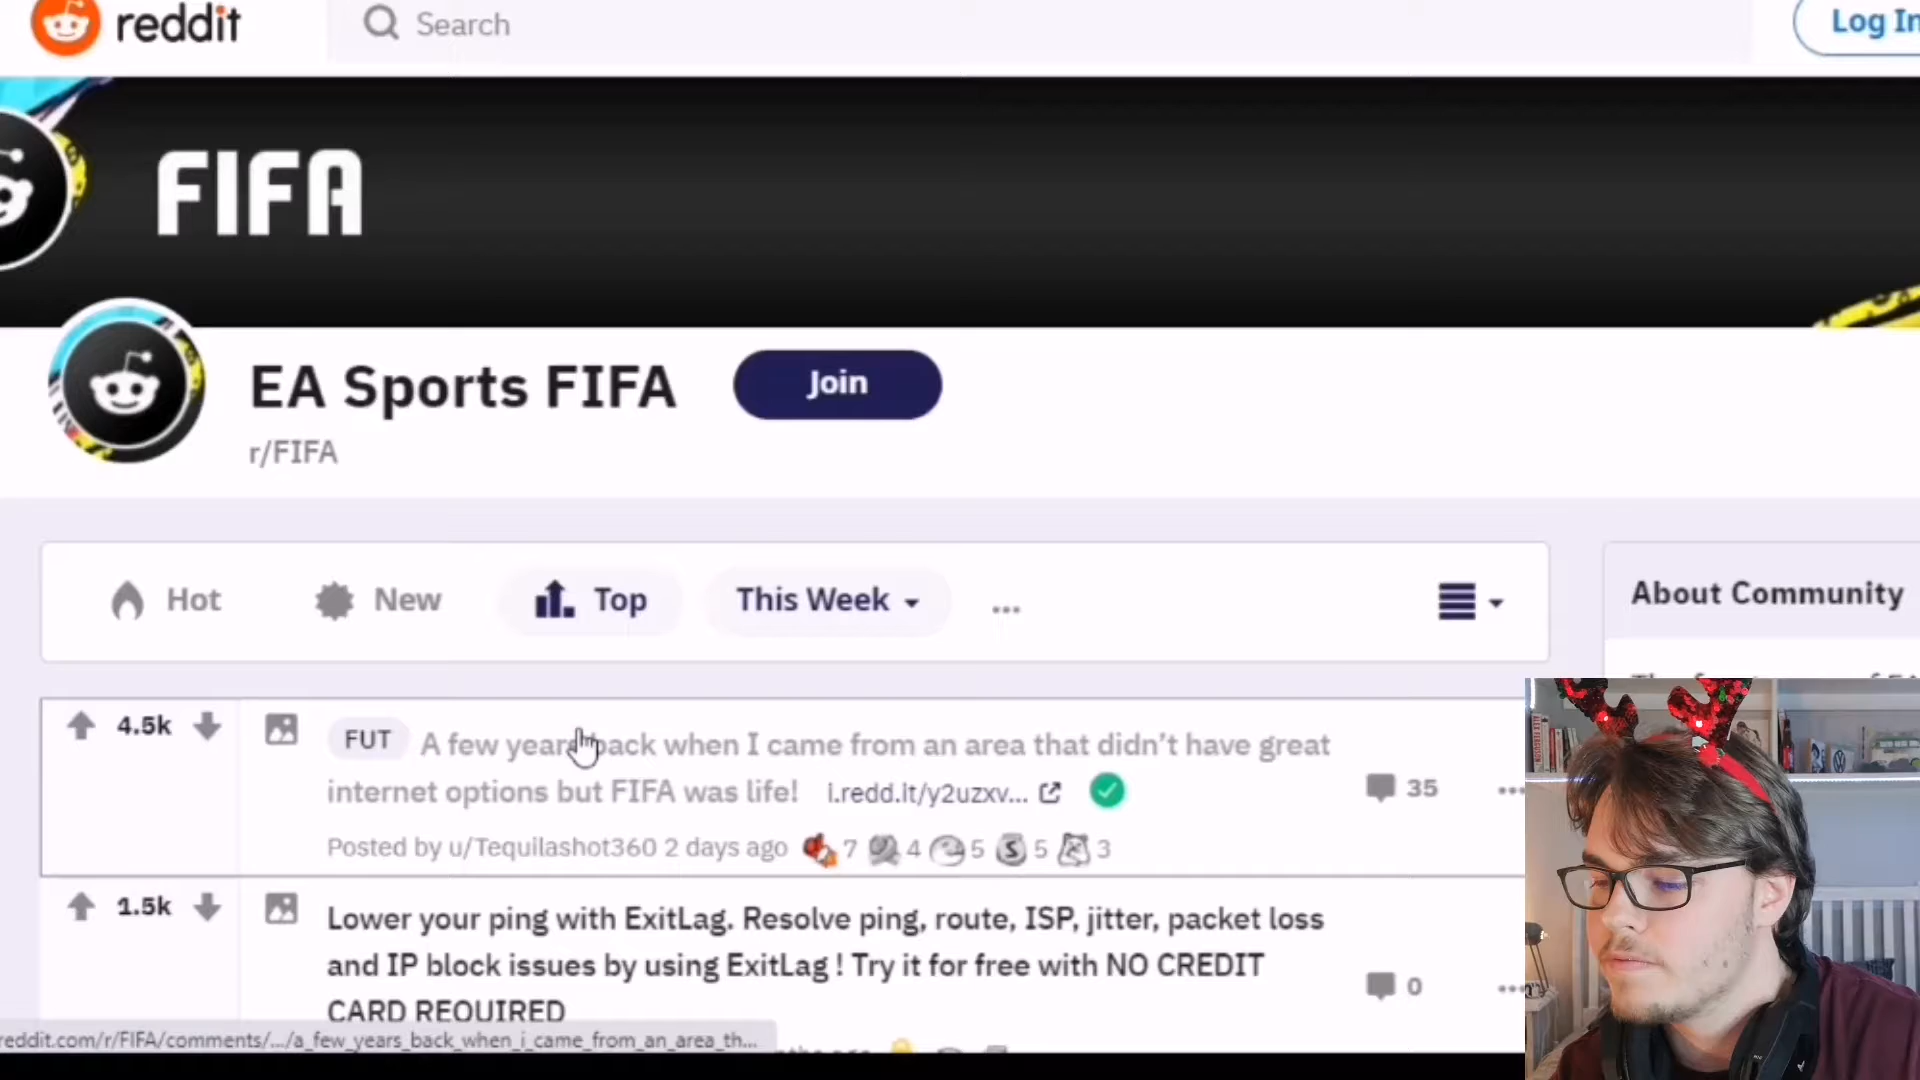 reddit
Search
Log In
FIFA
EA Sports FIFA
Join
r/FIFA
Hot
New
Top
This Week
...
About Community
4.5k
FUT
A few years back when I came from an area that didn't have great
internet options but FIFA was life!
i.redd.it/y2uzxv...
35
Posted by u/Tequilashot360 2 days ago
7
4
5
S
5
3
1.5k
Lower your ping with ExitLag. Resolve ping, route, ISP, jitter, packet loss
and IP block issues by using ExitLag ! Try it for free with NO CREDIT
CARD REQUIRED
0
reddit.com/r/FIFA/comments/.../a_few_years_back_when_i_came_from_an_area_th...